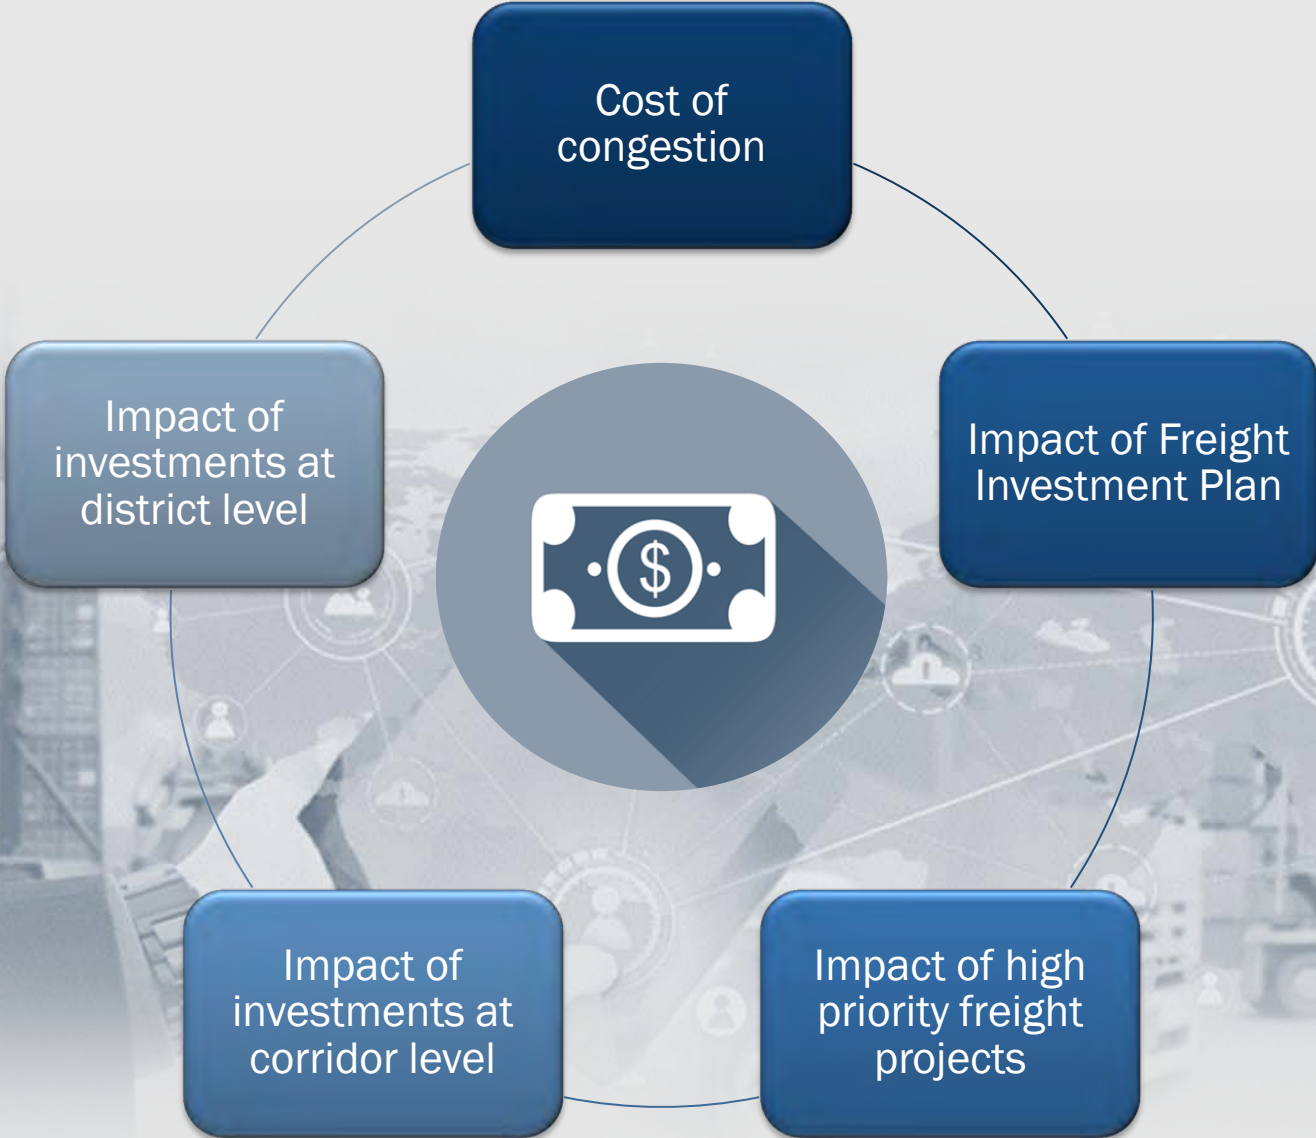 Cost of
congestion
Impact of Freight
Investment Plan
Impact of high
priority freight
projects
Impact of
investments at
corridor level
Impact of
investments at
district level
$